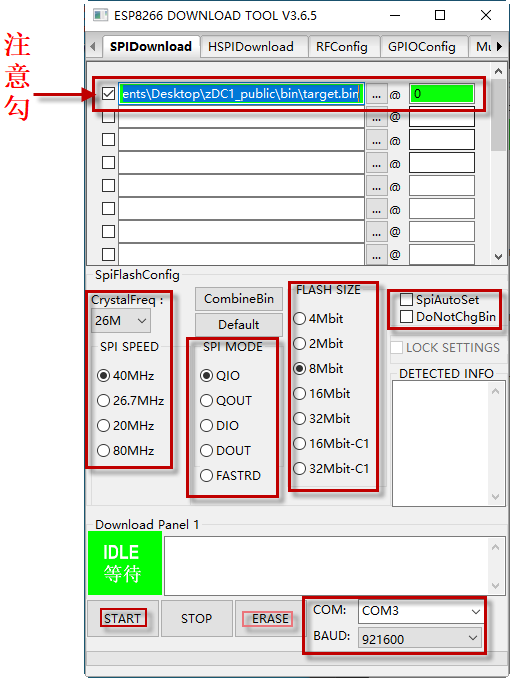 ESP8266 DOWNLOAD TOOL V3.6.5
SPIDownload
HSPIDownload
RFConfig
GPIOConfig
Mu
注意勾
ents\Desktop\zDC1_public\bin\target.bin
...
@
0
...
@
...
@
...
@
...
@
...
@
...
@
SpiFlashConfig
CrystalFreq :
26M
CombineBin
Default
SPI SPEED
40MHz
26.7MHz
20MHz
80MHz
SPI MODE
QIO
QOUT
DIO
DOUT
FASTRD
FLASH SIZE
4Mbit
2Mbit
8Mbit
16Mbit
32Mbit
16Mbit-C1
32Mbit-C1
SpiAutoSet
DoNotChgBin
LOCK SETTINGS
DETECTED INFO
Download Panel 1
IDLE
等待
START
STOP
ERASE
COM:
COM3
BAUD:
921600